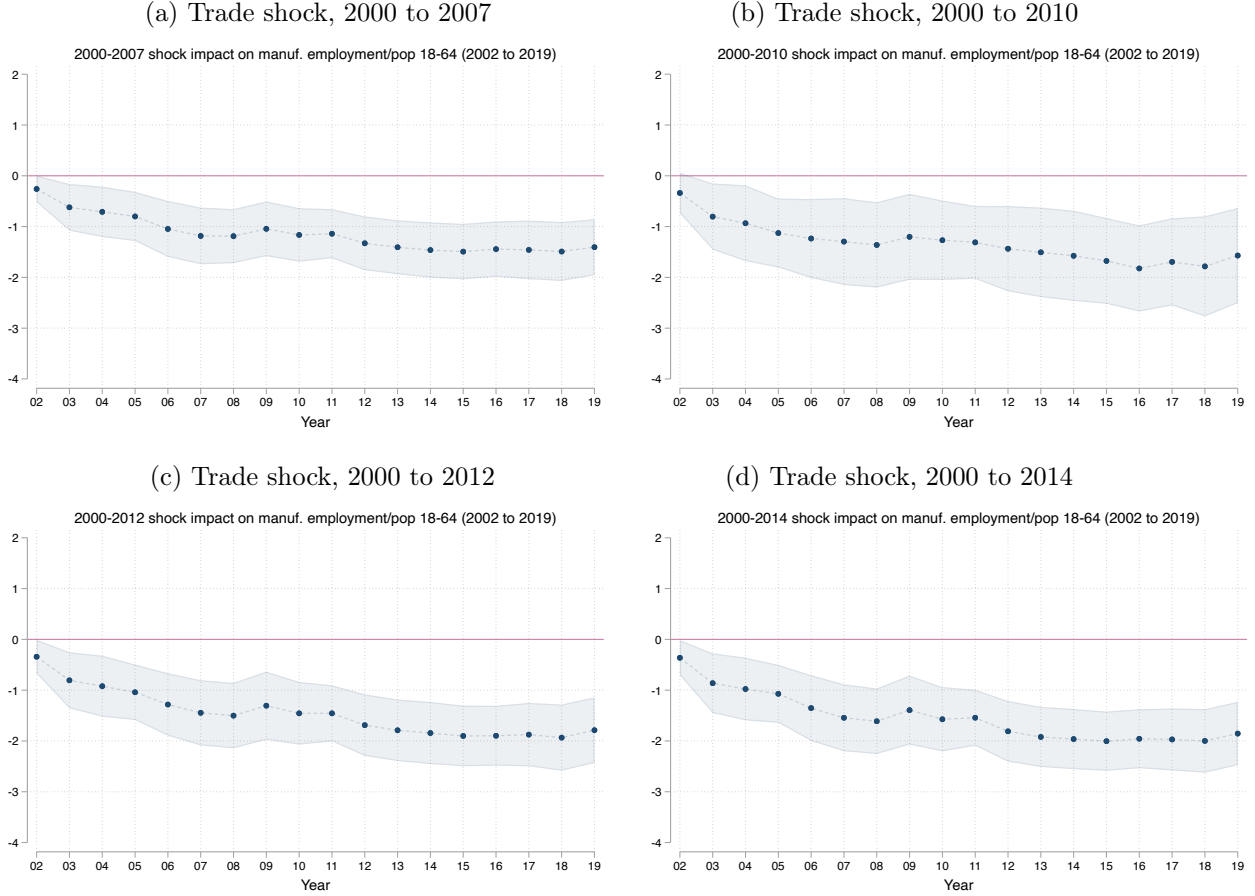 (a) Trade shock, 2000 to 2007
2000-2007 shock impact on manuf. employment/pop 18-64 (2002 to 2019)
2
1
0
-1
-2
-3
-4
02 03 04 05 06 07 08 09 10 11 12 13 14 15 16 17 18 19
Year
(b) Trade shock, 2000 to 2010
2000-2010 shock impact on manuf. employment/pop 18-64 (2002 to 2019)
2
1
0
-1
-2
-3
-4
02 03 04 05 06 07 08 09 10 11 12 13 14 15 16 17 18 19
Year
(c) Trade shock, 2000 to 2012
2000-2012 shock impact on manuf. employment/pop 18-64 (2002 to 2019)
2
1
0
-1
-2
-3
-4
02 03 04 05 06 07 08 09 10 11 12 13 14 15 16 17 18 19
Year
(d) Trade shock, 2000 to 2014
2000-2014 shock impact on manuf. employment/pop 18-64 (2002 to 2019)
2
1
0
-1
-2
-3
-4
02 03 04 05 06 07 08 09 10 11 12 13 14 15 16 17 18 19
Year